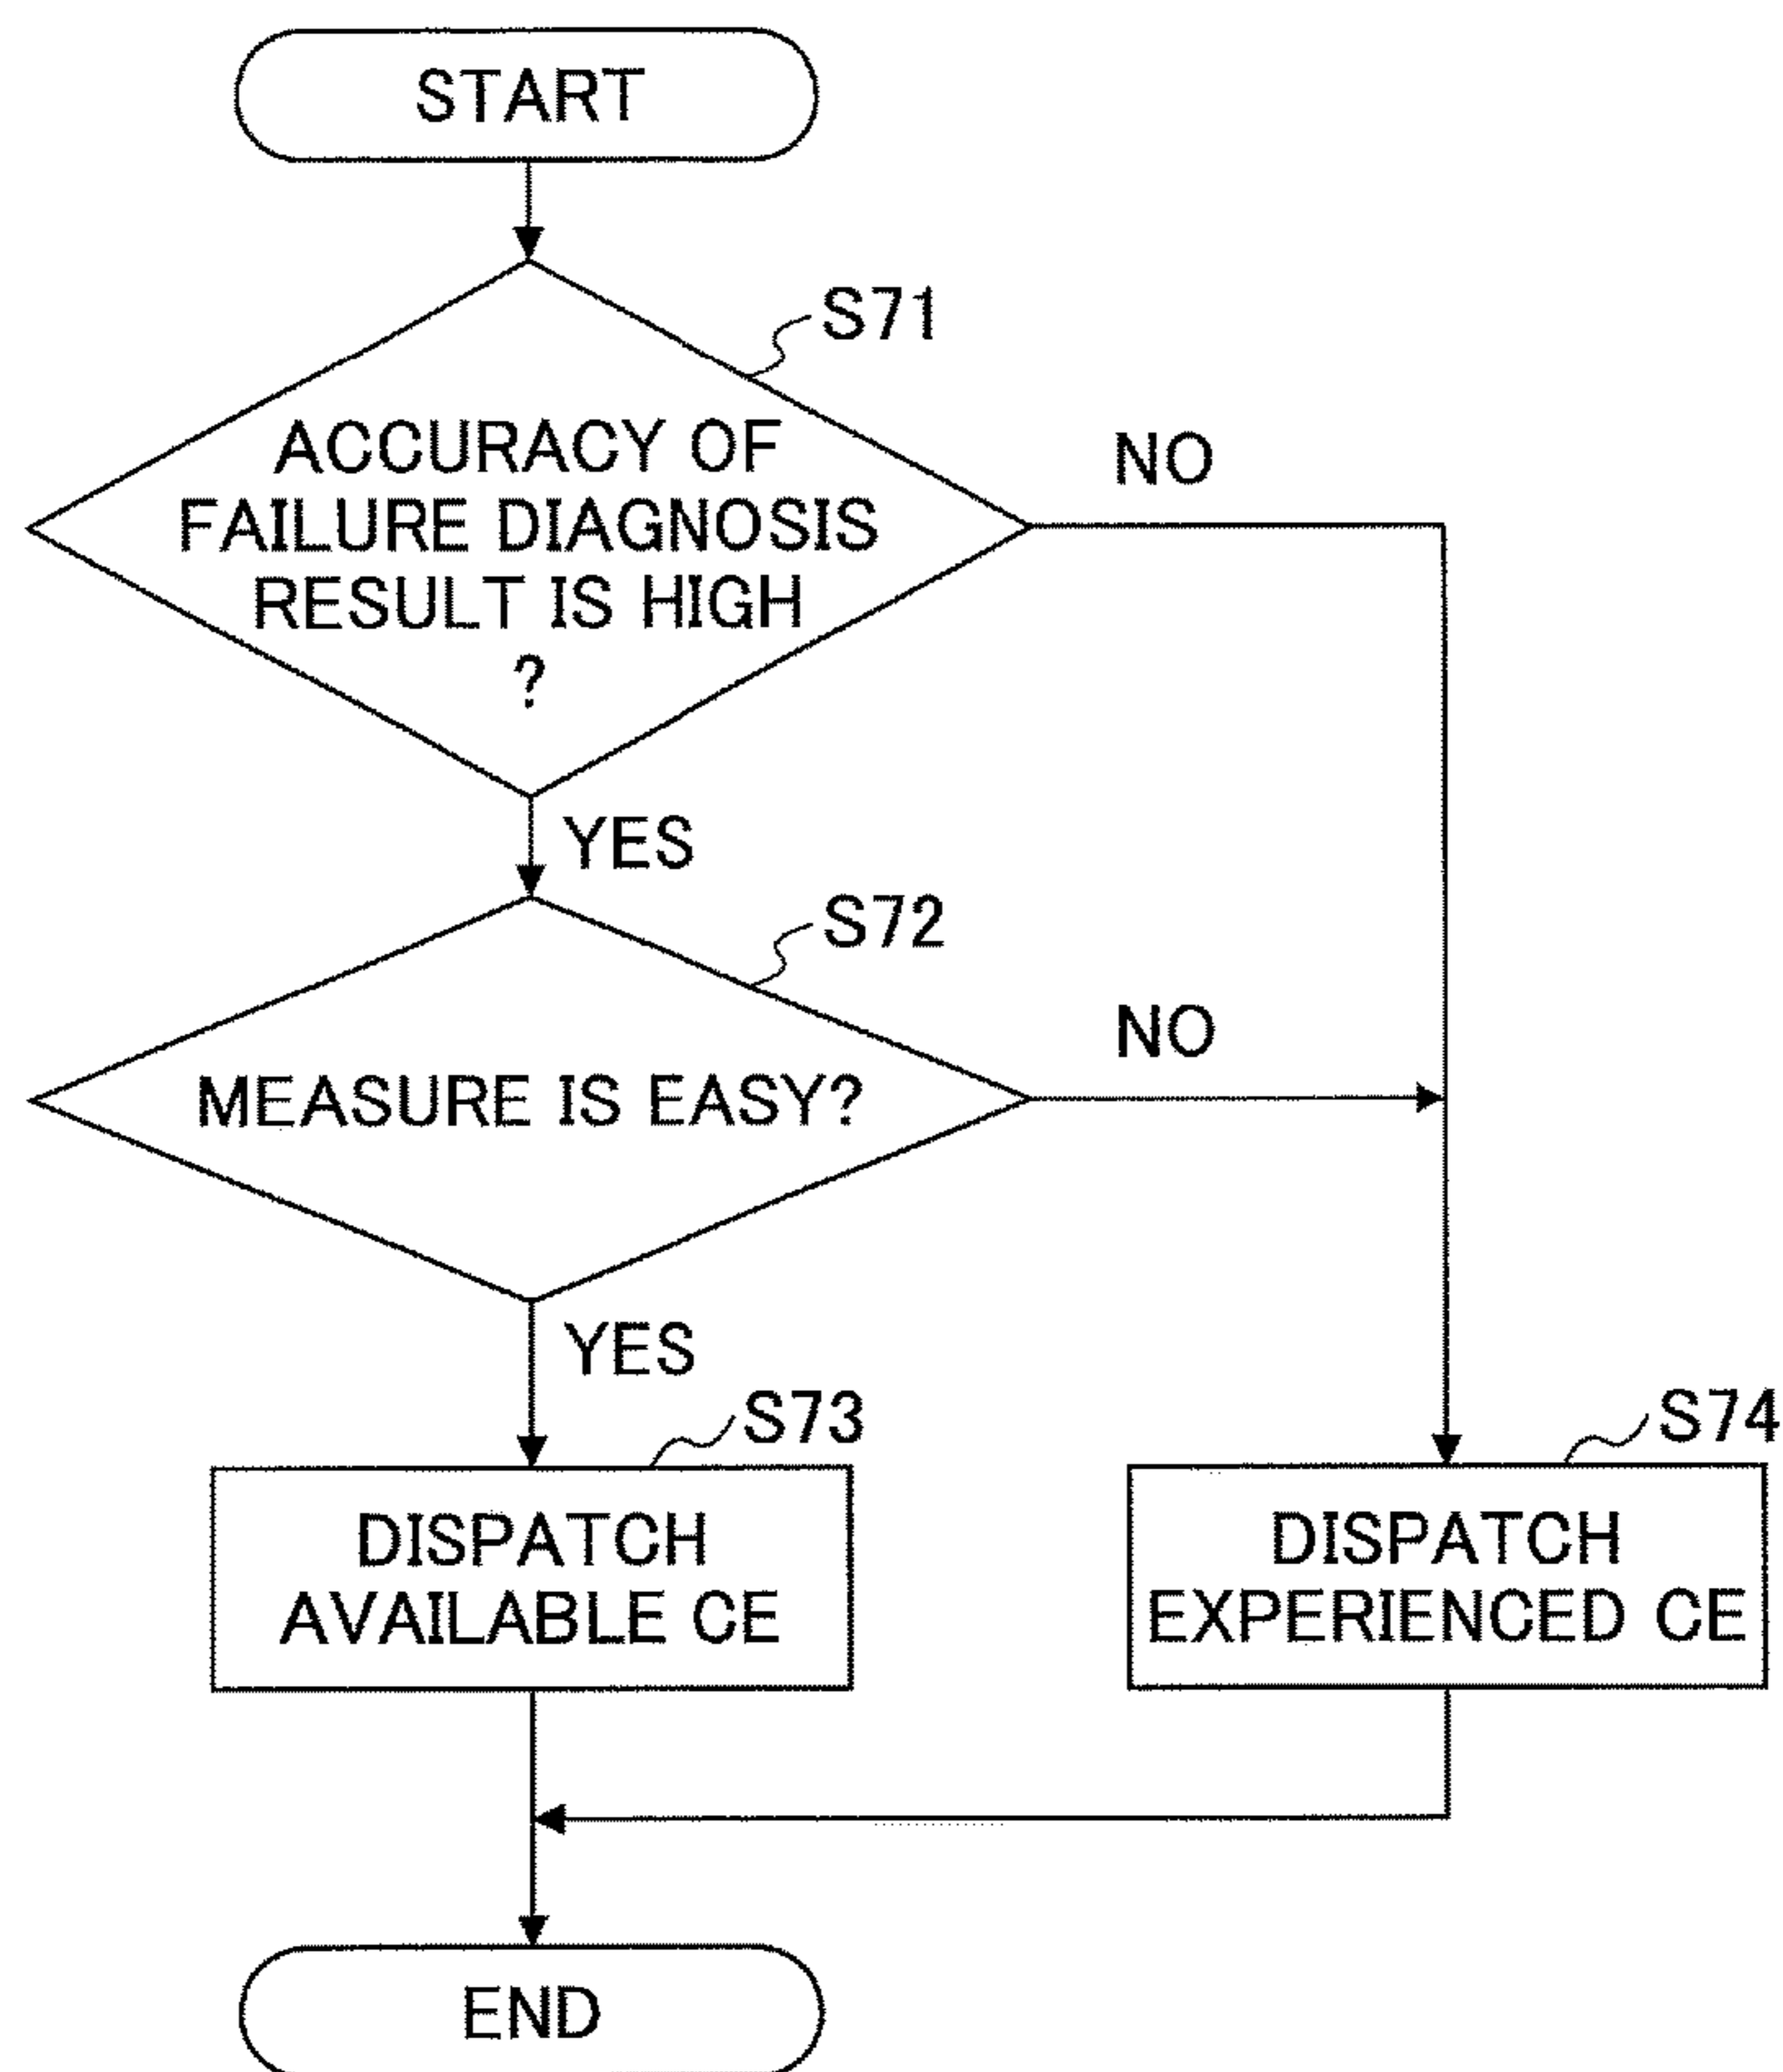 START
S71
ACCURACY OF
FAILURE DIAGNOSIS
RESULT IS HIGH
?
NO
YES
S72
MEASURE IS EASY?
NO
YES
S73
DISPATCH
AVAILABLE CE
S74
DISPATCH
EXPERIENCED CE
END